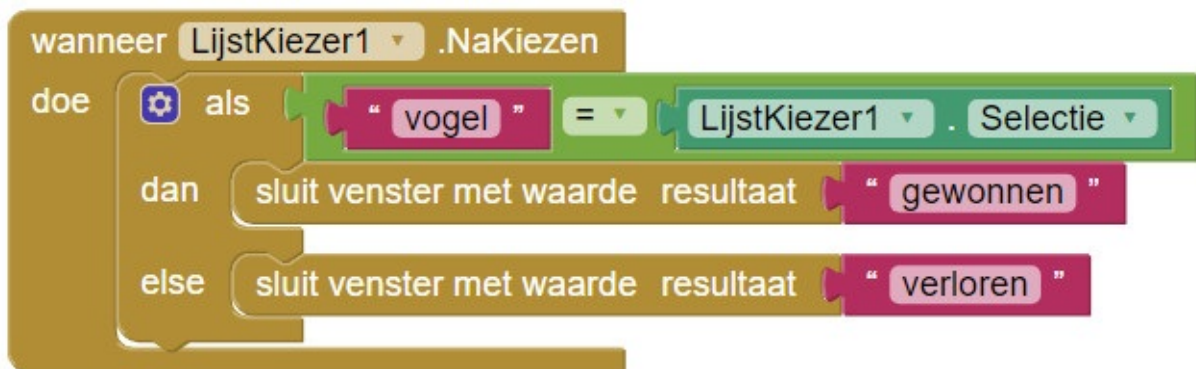 wanneer LijstKiezer1 .NaKiezen
doe als "vogel" = LijstKiezer1 . Selectie
dan sluit venster met waarde resultaat "gewonnen"
else sluit venster met waarde resultaat "verloren"